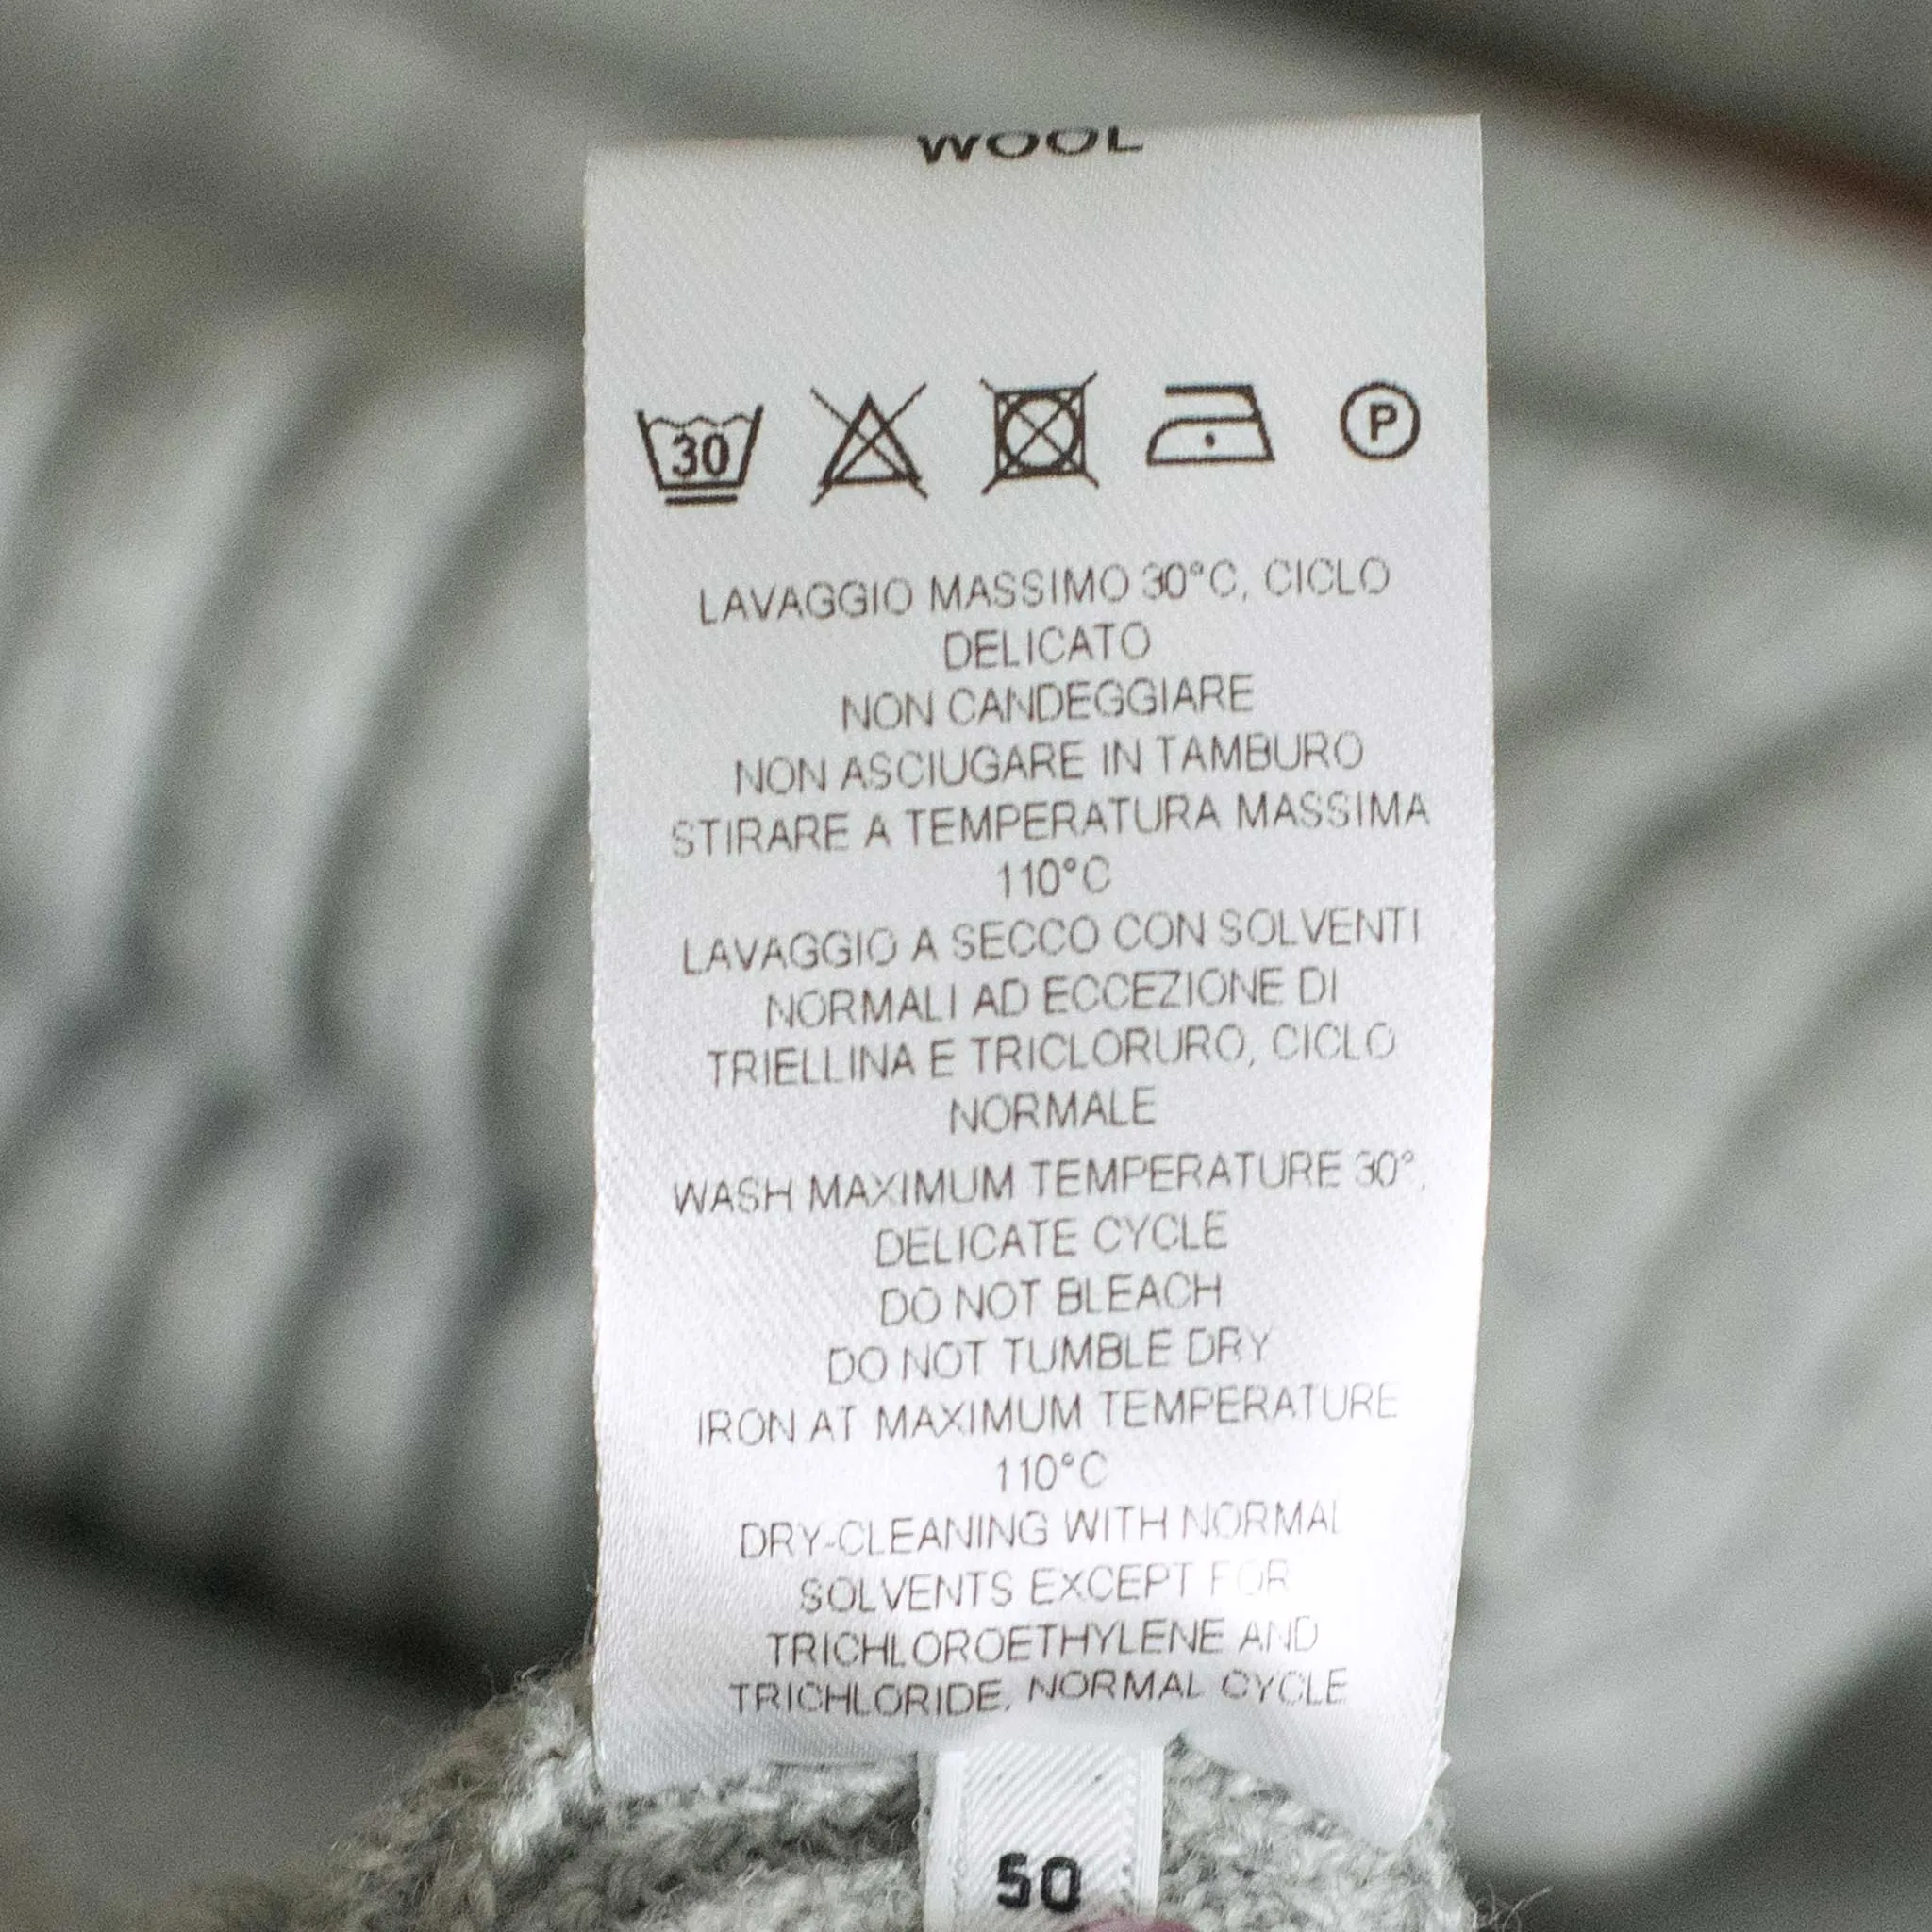 WOOL
30
P
LAVAGGIO MASSIMO 30°C, CICLO
DELICATO
NON CANDEGGIARE
NON ASCIUGARE IN TAMBURO
STIRARE A TEMPERATURA MASSIMA
110°C
LAVAGGIO A SECCO CON SOLVENTI
NORMALI AD ECCEZIONE DI
TRIELLINA E TRICLORURO, CICLO
NORMALE
WASH MAXIMUM TEMPERATURE 30°,
DELICATE CYCLE
DO NOT BLEACH
DO NOT TUMBLE DRY
IRON AT MAXIMUM TEMPERATURE
110°C
DRY-CLEANING WITH NORMAL
SOLVENTS EXCEPT FOR
TRICHLOROETHYLENE AND
TRICHLORIDE, NORMAL CYCLE
50